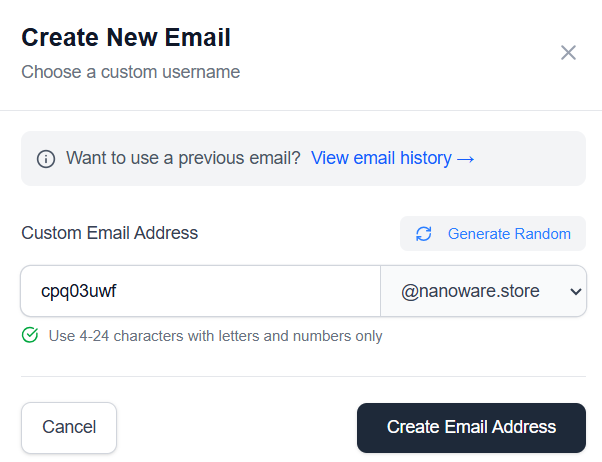 Create New Email
Choose a custom username
Want to use a previous email? View email history →
Custom Email Address
Generate Random
cpq03uwf
@nanoware.store
Use 4-24 characters with letters and numbers only
Cancel
Create Email Address